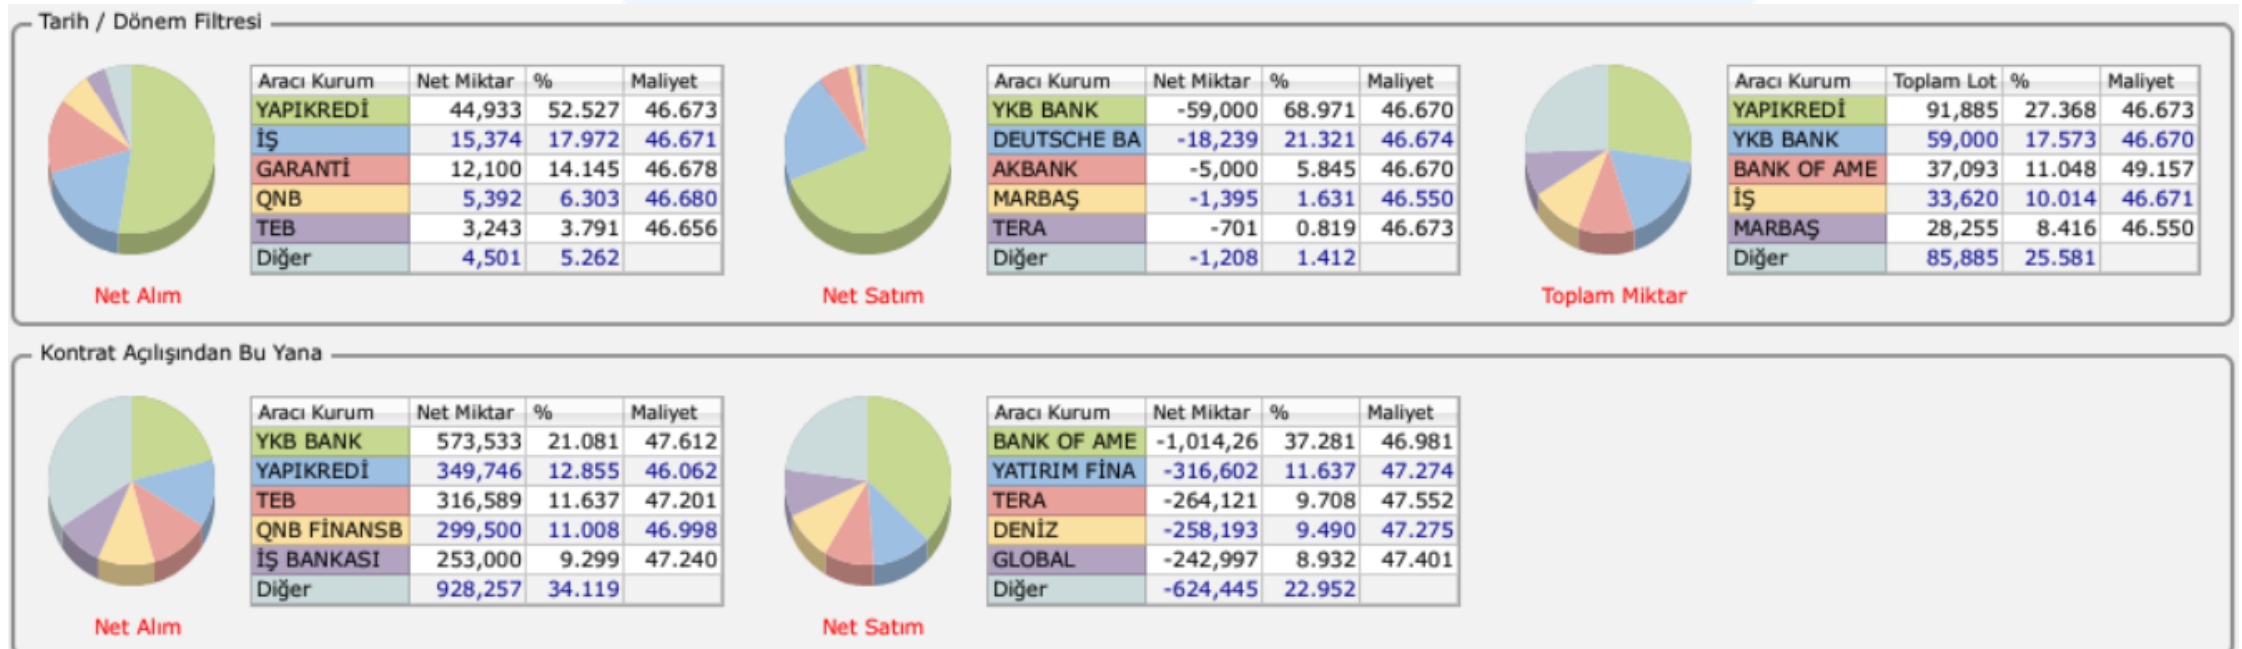 Tarih / Dönem Filtresi
Aracı Kurum Net Miktar % Maliyet
YAPIKREDİ 44,933 52.527 46.673
İŞ 15,374 17.972 46.671
GARANTİ 12,100 14.145 46.678
QNB 5,392 6.303 46.680
TEB 3,243 3.791 46.656
Diğer 4,501 5.262
Net Alım
Aracı Kurum Net Miktar % Maliyet
YKB BANK -59,000 68.971 46.670
DEUTSCHE BA -18,239 21.321 46.674
AKBANK -5,000 5.845 46.670
MARBAŞ -1,395 1.631 46.550
TERA -701 0.819 46.673
Diğer -1,208 1.412
Net Satım
Aracı Kurum Toplam Lot % Maliyet
YAPIKREDİ 91,885 27.368 46.673
YKB BANK 59,000 17.573 46.670
BANK OF AME 37,093 11.048 49.157
İŞ 33,620 10.014 46.671
MARBAŞ 28,255 8.416 46.550
Diğer 85,885 25.581
Toplam Miktar
Kontrat Açılışından Bu Yana
Aracı Kurum Net Miktar % Maliyet
YKB BANK 573,533 21.081 47.612
YAPIKREDİ 349,746 12.855 46.062
TEB 316,589 11.637 47.201
QNB FİNANSB 299,500 11.008 46.998
İŞ BANKASI 253,000 9.299 47.240
Diğer 928,257 34.119
Net Alım
Aracı Kurum Net Miktar % Maliyet
BANK OF AME -1,014,26 37.281 46.981
YATIRIM FİNA -316,602 11.637 47.274
TERA -264,121 9.708 47.552
DENİZ -258,193 9.490 47.275
GLOBAL -242,997 8.932 47.401
Diğer -624,445 22.952
Net Satım